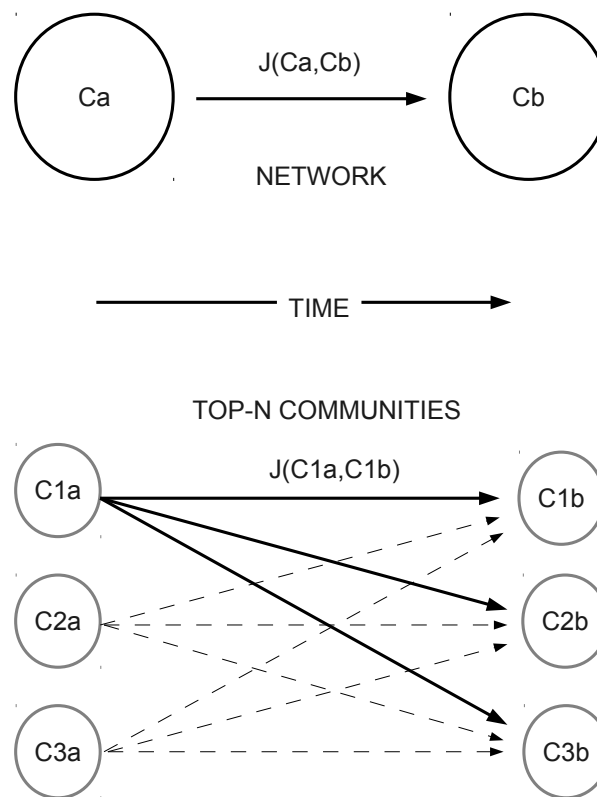 J(Ca,Cb)
Ca
Cb
NETWORK
TIME
TOP-N COMMUNITIES
J(C1a,C1b)
C1a
C1b
C2a
C2b
C3a
C3b